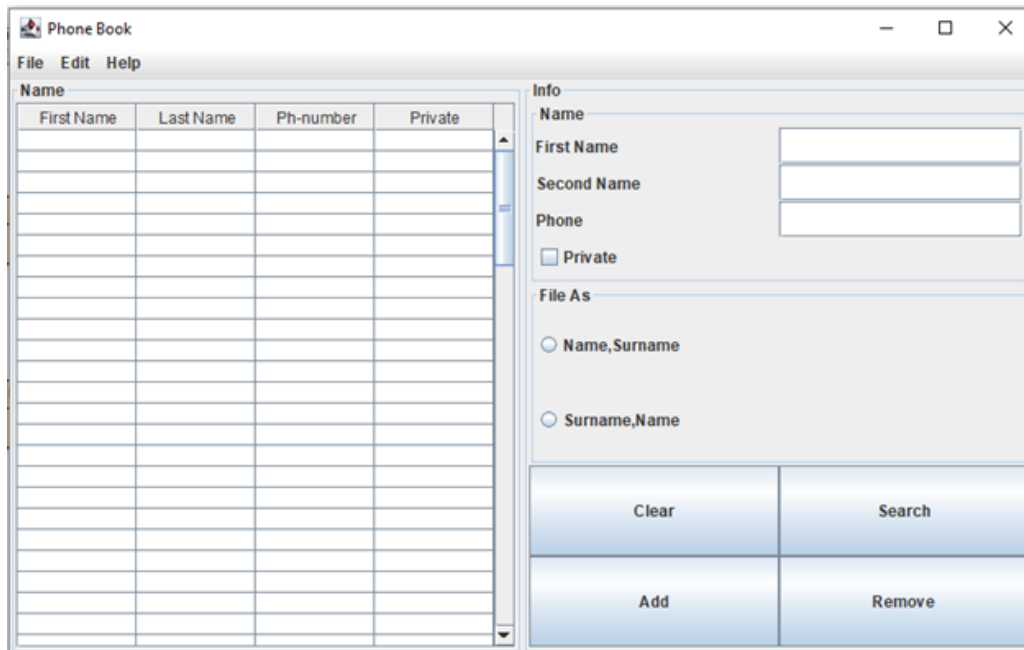 Phone Book
File Edit Help
Name
First Name Last Name Ph-number Private
Info
Name
First Name
Second Name
Phone
Private
File As
Name,Surname
Surname,Name
Clear Search
Add Remove